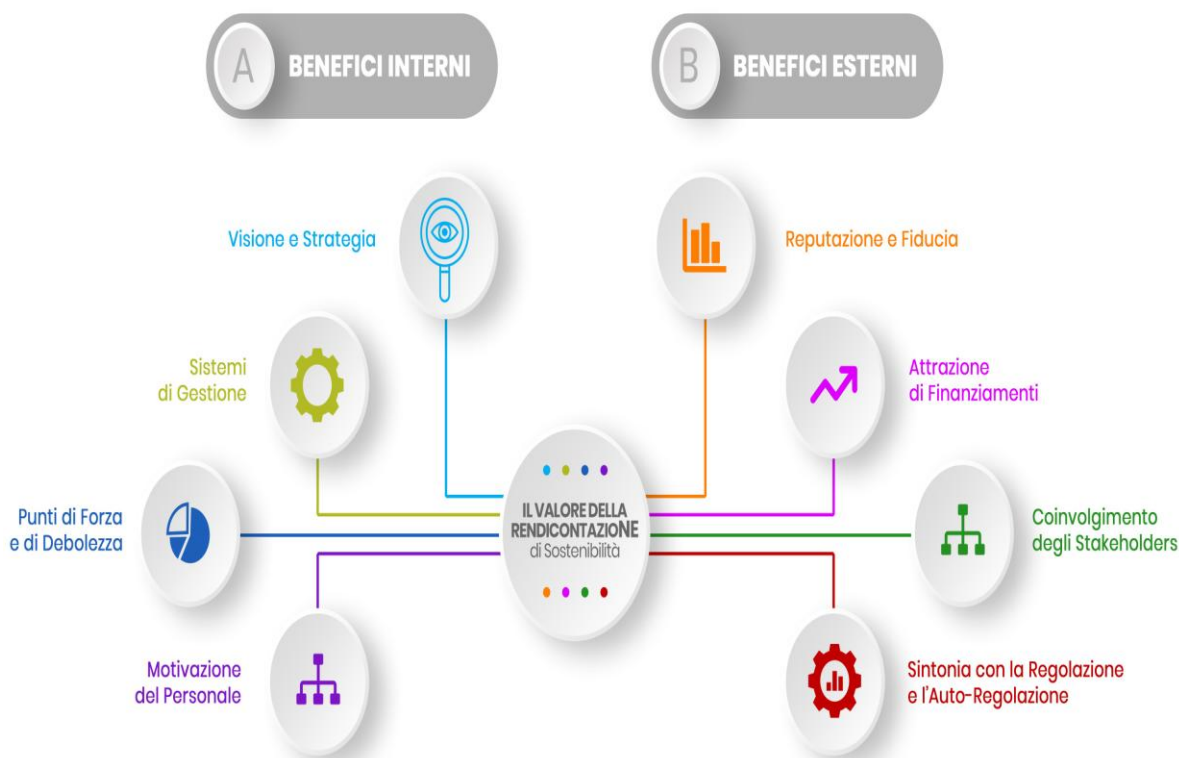 A
BENEFICI INTERNI
B
BENEFICI ESTERNI
Visione e Strategia
Sistemi
di Gestione
Punti di Forza
e di Debolezza
Motivazione
del Personale
IL VALORE DELLA
RENDICONTAZIONE
di Sostenibilità
Reputazione e Fiducia
Attrazione
di Finanziamenti
Coinvolgimento
degli Stakeholders
Sintonia con la Regolazione
e l'Auto-Regolazione